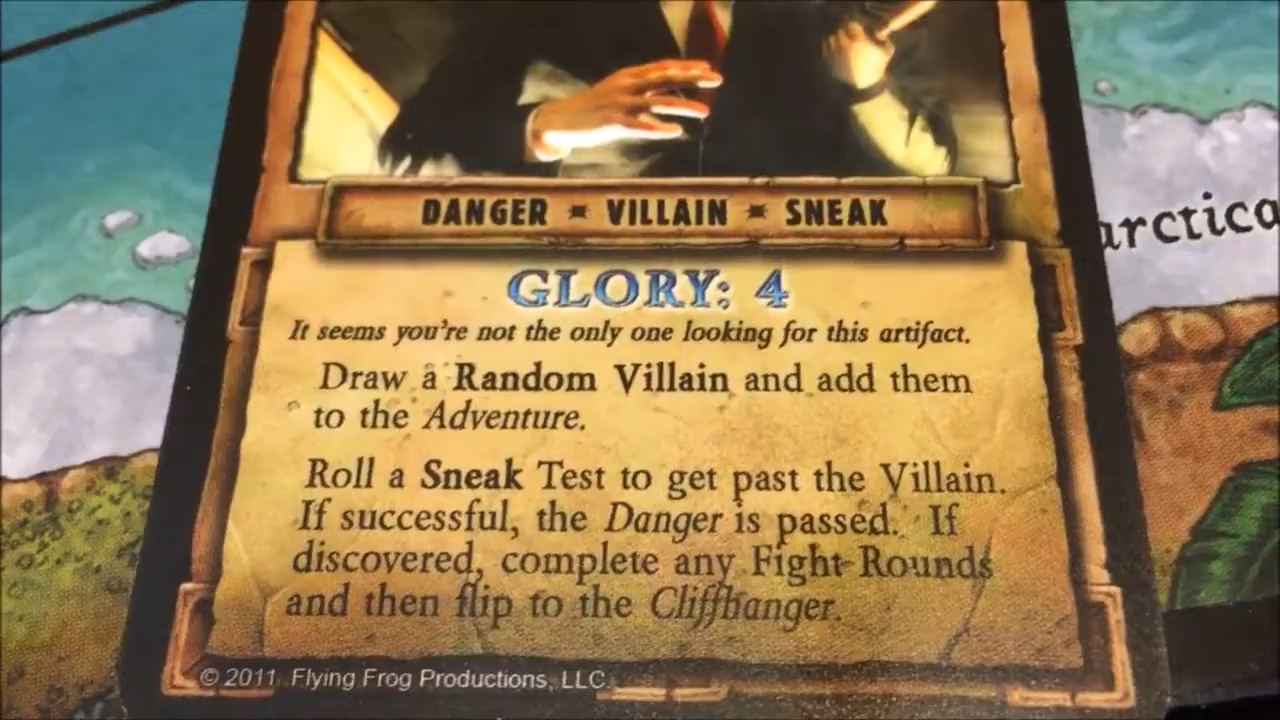 DANGER ✷ VILLAIN ✷ SNEAK
GLORY: 4
It seems you're not the only one looking for this artifact.
Draw a Random Villain and add them
to the Adventure.
Roll a Sneak Test to get past the Villain.
If successful, the Danger is passed. If
discovered, complete any Fight Rounds
and then flip to the Cliffhanger.
© 2011 Flying Frog Productions, LLC
arctica